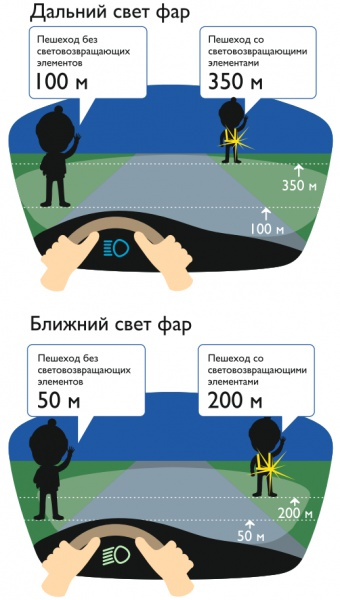 Дальний свет фар
Пешеход без
световозвращающих
элементов
100 м
Пешеход со
световозвращающими
элементами
350 м
350 м
100 м
Ближний свет фар
Пешеход без
световозвращающих
элементов
50 м
Пешеход со
световозвращающими
элементами
200 м
200 м
50 м